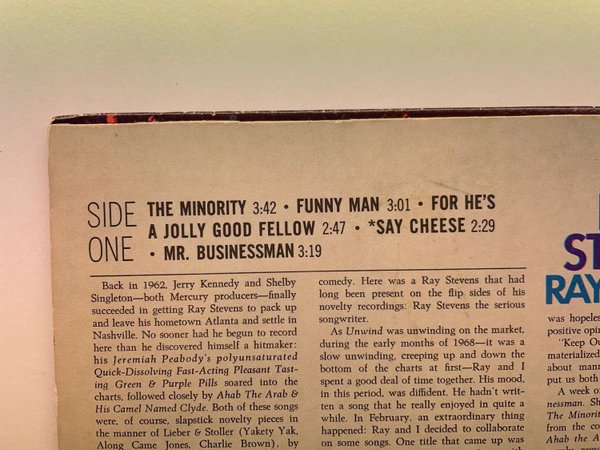 SIDE ONE
THE MINORITY 3:42 • FUNNY MAN 3:01 • FOR HE'S
A JOLLY GOOD FELLOW 2:47 • *SAY CHEESE 2:29
• MR. BUSINESSMAN 3:19
Back in 1962, Jerry Kennedy and Shelby
Singleton—both Mercury producers—finally
succeeded in getting Ray Stevens to pack up
and leave his hometown Atlanta and settle in
Nashville. No sooner had he begun to record
here than he discovered himself a hitmaker:
his Jeremiah Peabody's polyunsaturated
Quick-Dissolving Fast-Acting Pleasant Tast-
ing Green & Purple Pills soared into the
charts, followed closely by Ahab The Arab &
His Camel Named Clyde. Both of these songs
were, of course, slapstick novelty pieces in
the manner of Lieber & Stoller (Yakety Yak,
Along Came Jones, Charlie Brown), by
comedy. Here was a Ray Stevens that had
long been present on the flip sides of his
novelty recordings: Ray Stevens the serious
songwriter.
As Unwind was unwinding on the market,
during the early months of 1968—it was a
slow unwinding, creeping up and down the
bottom of the charts at first—Ray and I
spent a good deal of time together. His mood,
in this period, was diffident. He hadn't writ-
ten a song that he really enjoyed in quite a
while. In February, an extraordinary thing
happened: Ray and I decided to collaborate
on some songs. One title that came up was
ST
RAY
was hopeles
positive opin
"Keep Ou
materialized
about mann
put us both
A week o
nessman. Sh
The Minorit
from the co
Ahab the A